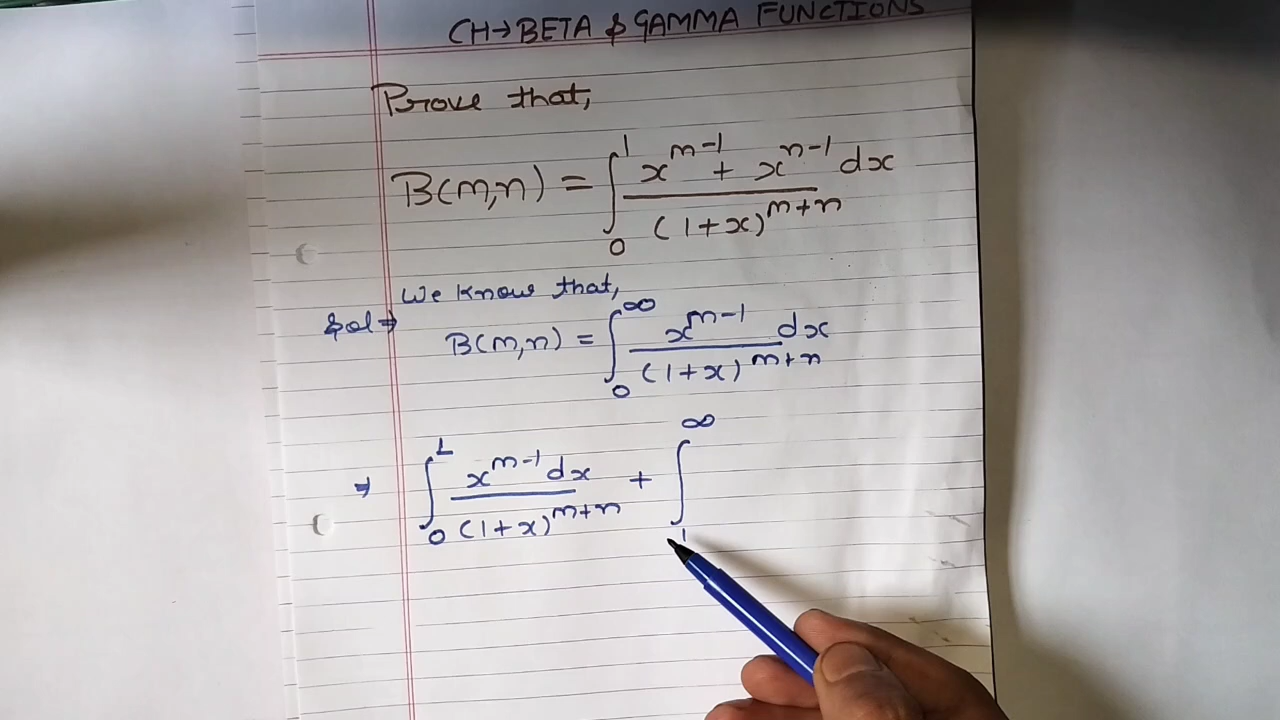 CH→BETA & GAMMA FUNCTIONS
Prove that,
B(m,n) = ∫₀¹ x^(m-1) + x^(n-1) / (1+x)^(m+n) dx
We know that,
Sol⇒ B(m,n) = ∫₀^∞ x^(m-1) / (1+x)^(m+n) dx
⇒ ∫₀¹ x^(m-1) dx / (1+x)^(m+n) + ∫₁^∞